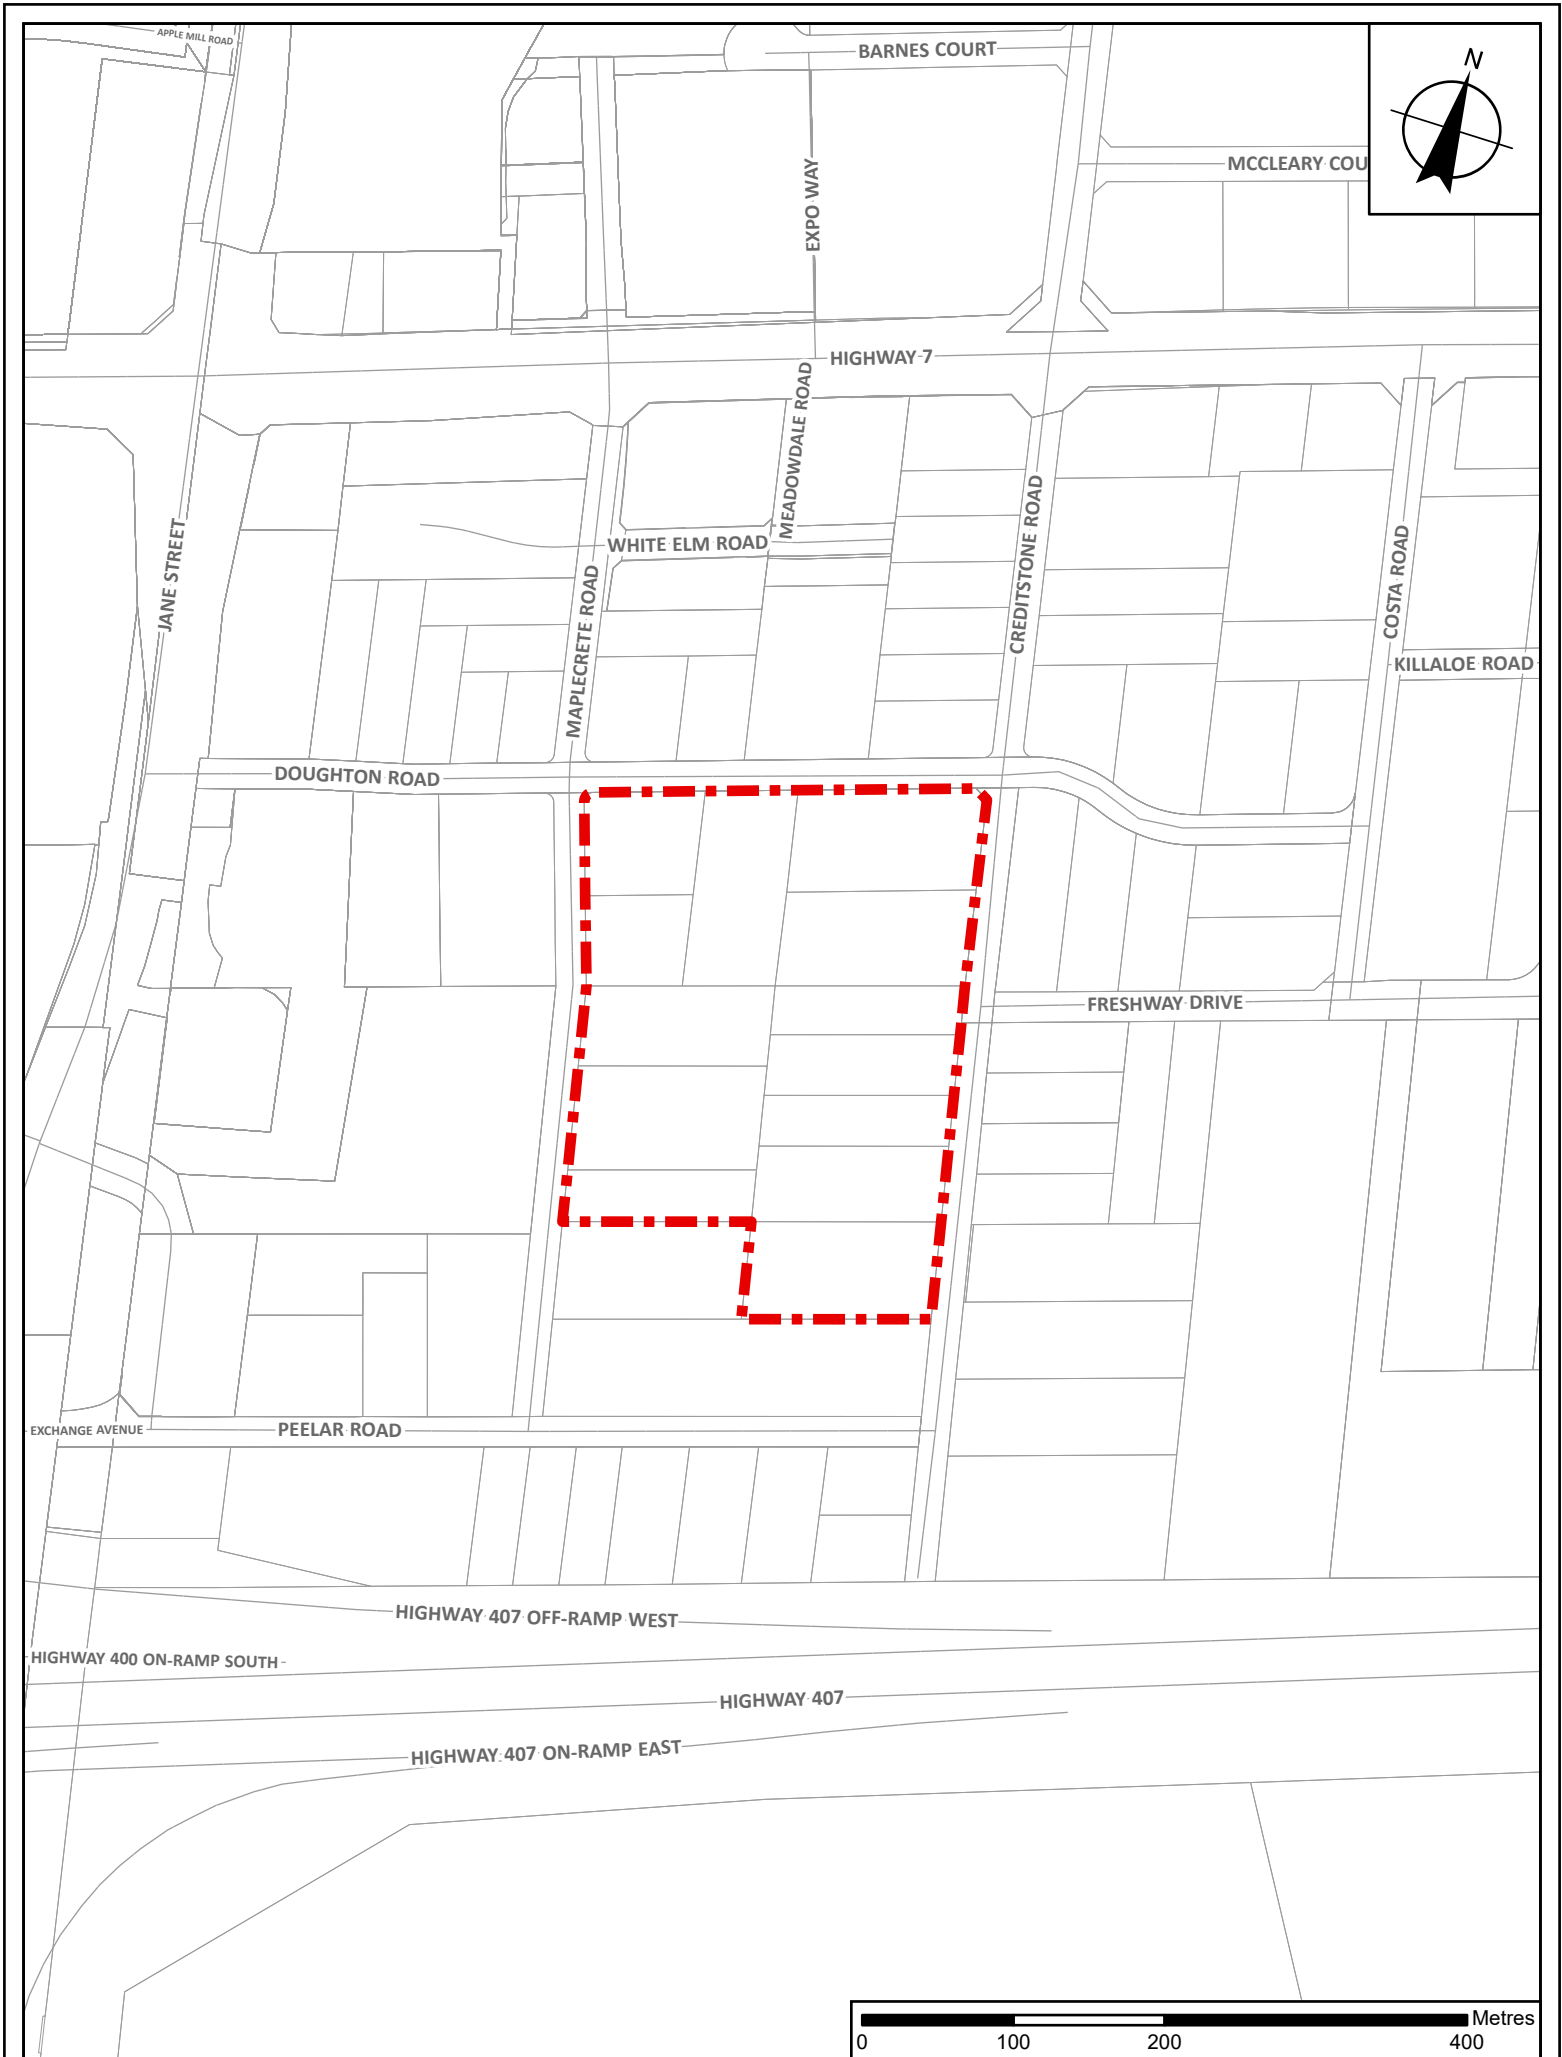 APPLE MILL ROAD
BARNES COURT
N
MCCLEARY COU
EXPO WAY
HIGHWAY 7
MEADOWDALE ROAD
JANE STREET
WHITE ELM ROAD
MAPLECRETE ROAD
CREDITSTONE ROAD
COSTA ROAD
KILLALOE ROAD
DOUGHTON ROAD
FRESHWAY DRIVE
EXCHANGE AVENUE
PEELAR ROAD
HIGHWAY 407 OFF-RAMP WEST
HIGHWAY 400 ON-RAMP SOUTH
HIGHWAY 407
HIGHWAY 407 ON-RAMP EAST
Metres
0 100 200 400